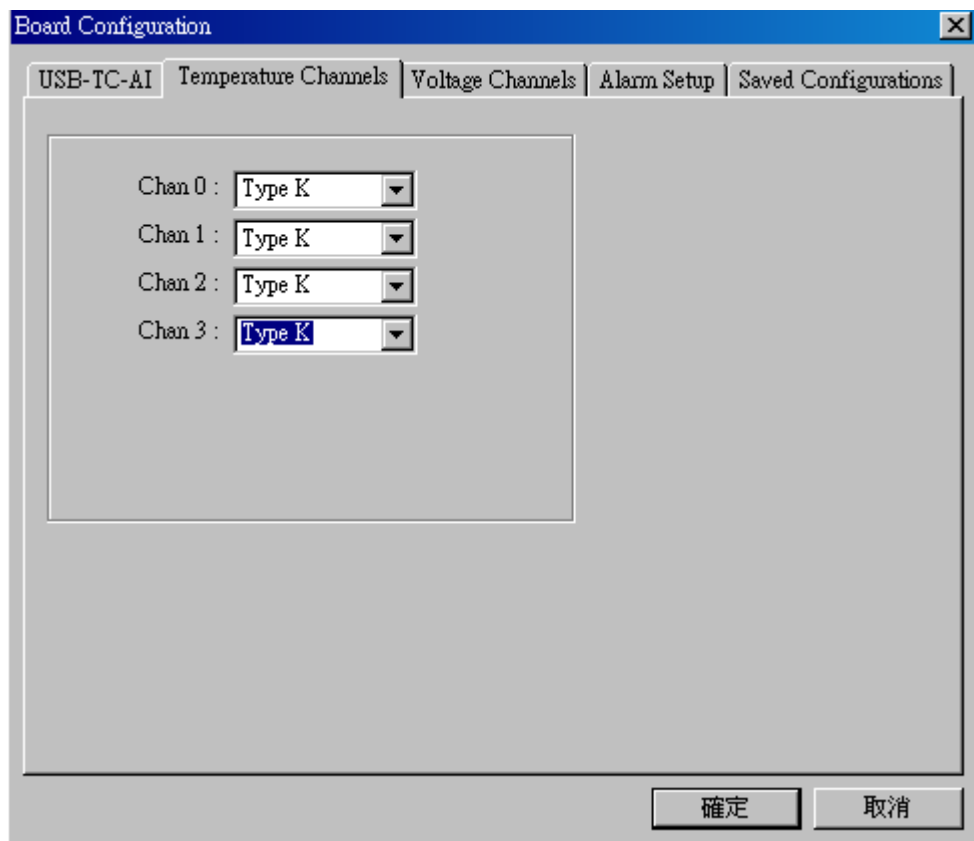 Board Configuration
USB-TC-AI Temperature Channels Voltage Channels Alarm Setup Saved Configurations
Chan 0 : Type K
Chan 1 : Type K
Chan 2 : Type K
Chan 3 : Type K
確定 取消